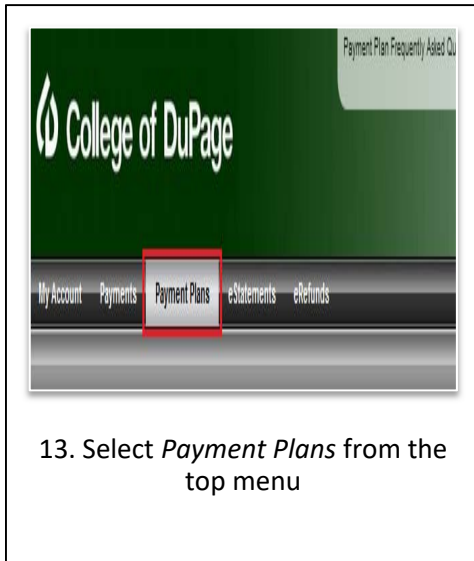 Payment Plan Frequently Asked Qu
College of DuPage
My Account Payments Payment Plans eStatements eRefunds
13. Select Payment Plans from the
top menu